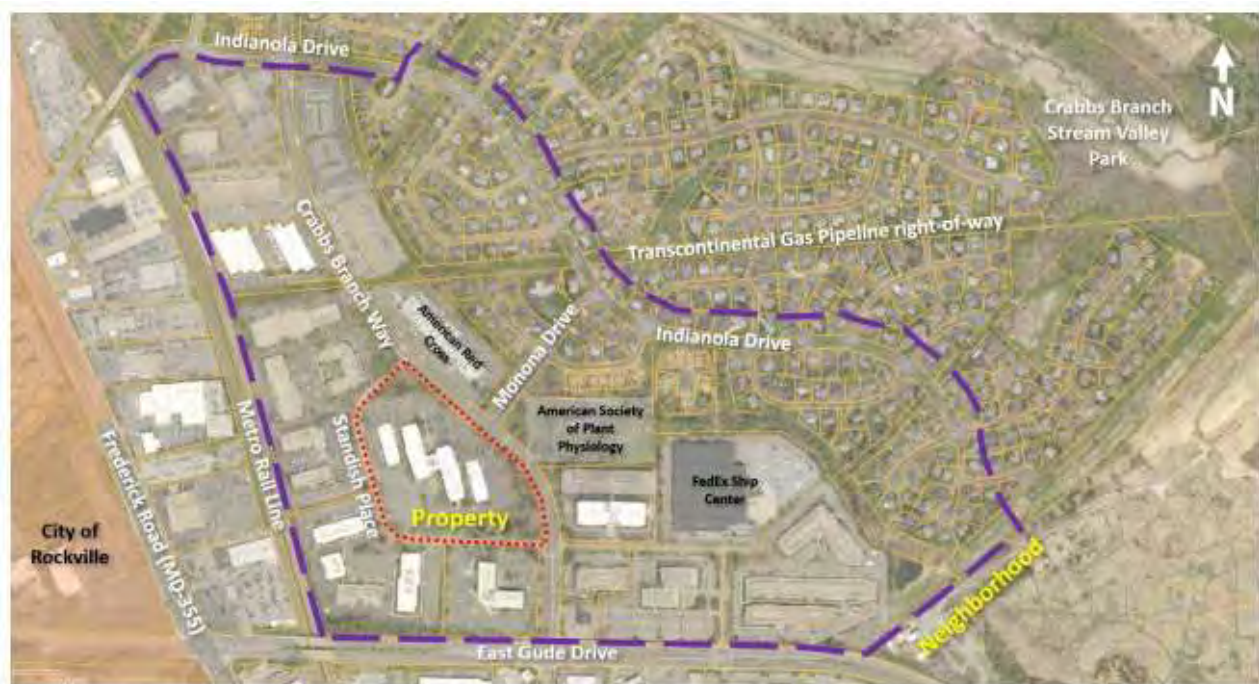 Indianola Drive
N
Crabbs Branch
Stream Valley
Park
Crabbs Branch Way
Transcontinental Gas Pipeline right-of-way
American Red
Cross
Monona Drive
Indianola Drive
American Society
of Plant
Physiology
Standish Place
Metro Rail Line
Frederick Road (MD-355)
FedEx Ship
Center
Property
City of
Rockville
Neighborhood
East Gude Drive